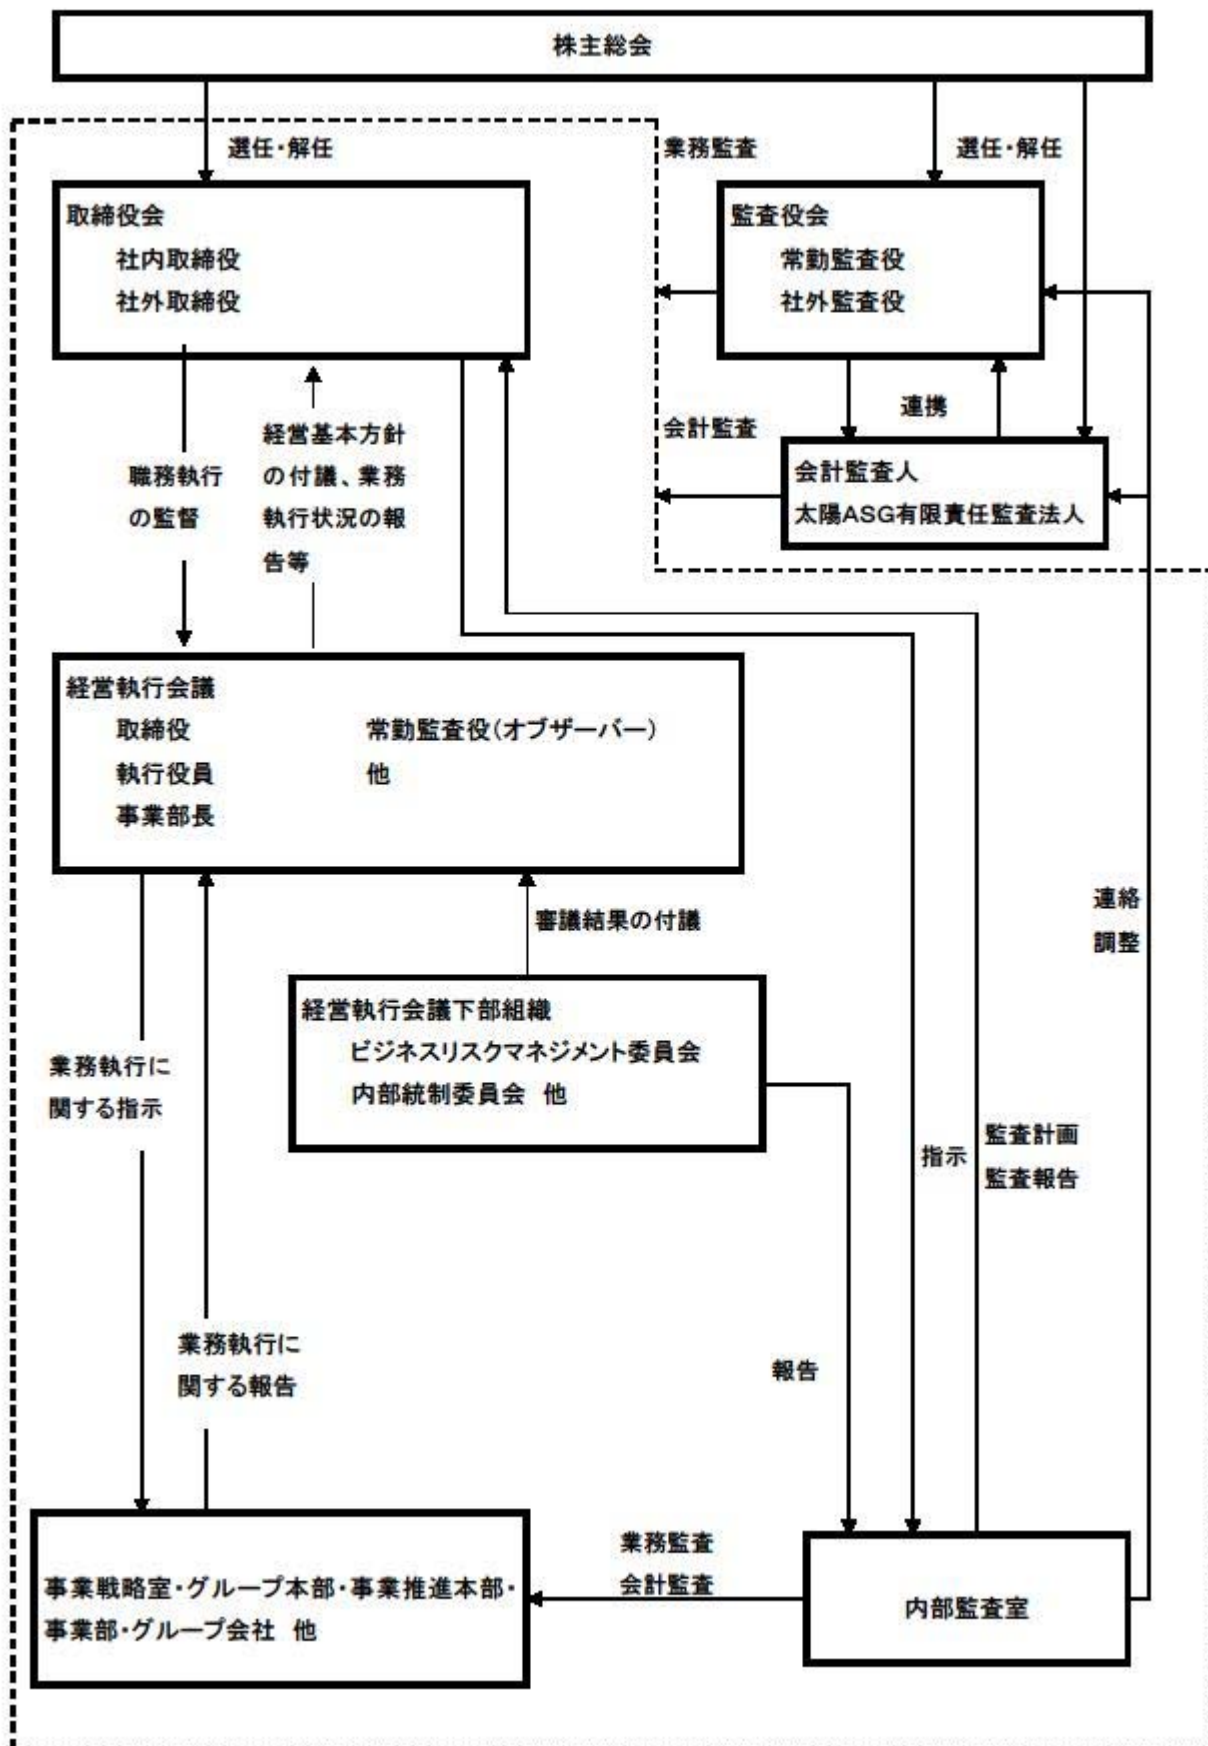 株主総会
選任・解任
業務監査
選任・解任
取締役会
社内取締役
社外取締役
監査役会
常勤監査役
社外監査役
連携
会計監査
会計監査人
太陽ASG有限責任監査法人
職務執行
の監督
経営基本方針
の付議、業務
執行状況の報
告等
経営執行会議
取締役
執行役員
事業部長
常勤監査役(オブザーバー)
他
審議結果の付議
連絡
調整
経営執行会議下部組織
ビジネスリスクマネジメント委員会
内部統制委員会 他
業務執行に
関する指示
指示
監査計画
監査報告
業務執行に
関する報告
報告
業務監査
会計監査
事業戦略室・グループ本部・事業推進本部・
事業部・グループ会社 他
内部監査室